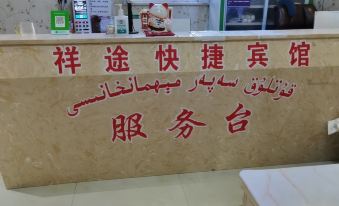 祥途快捷宾馆
قۇتلۇق سەپەر مېھمانخانىسى
服务台